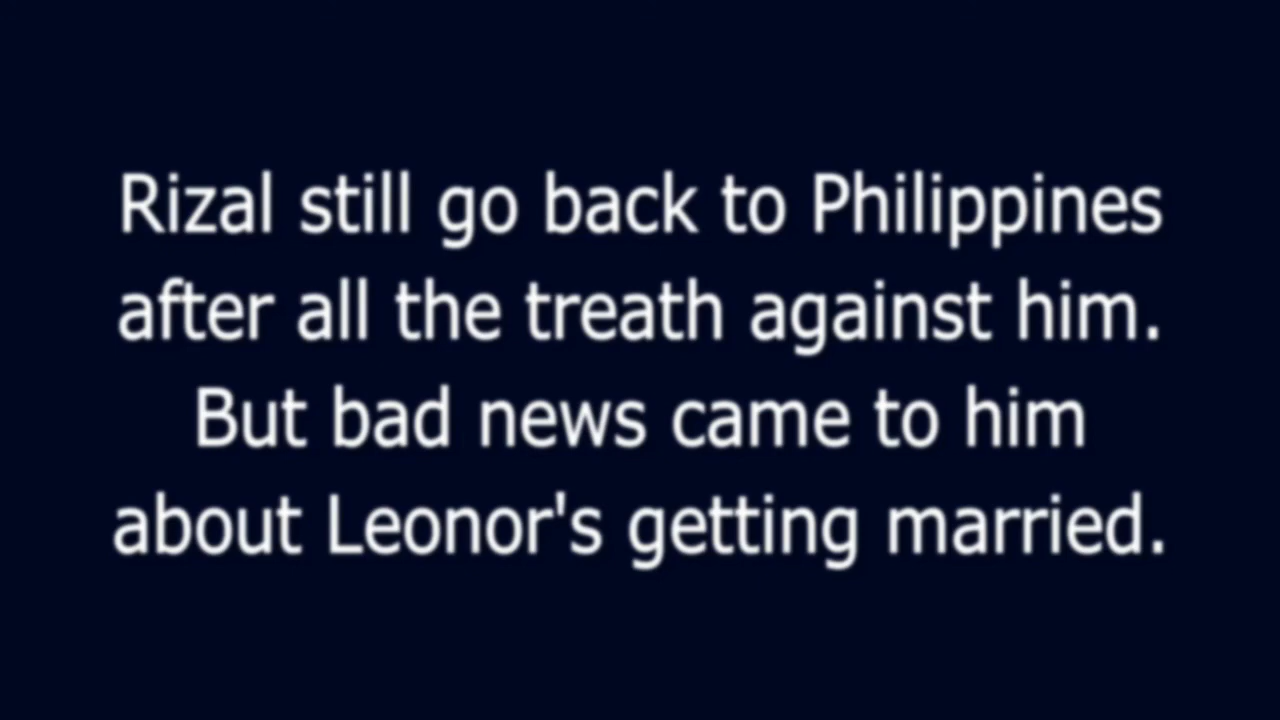 Rizal still go back to Philippines
after all the treath against him.
But bad news came to him
about Leonor's getting married.